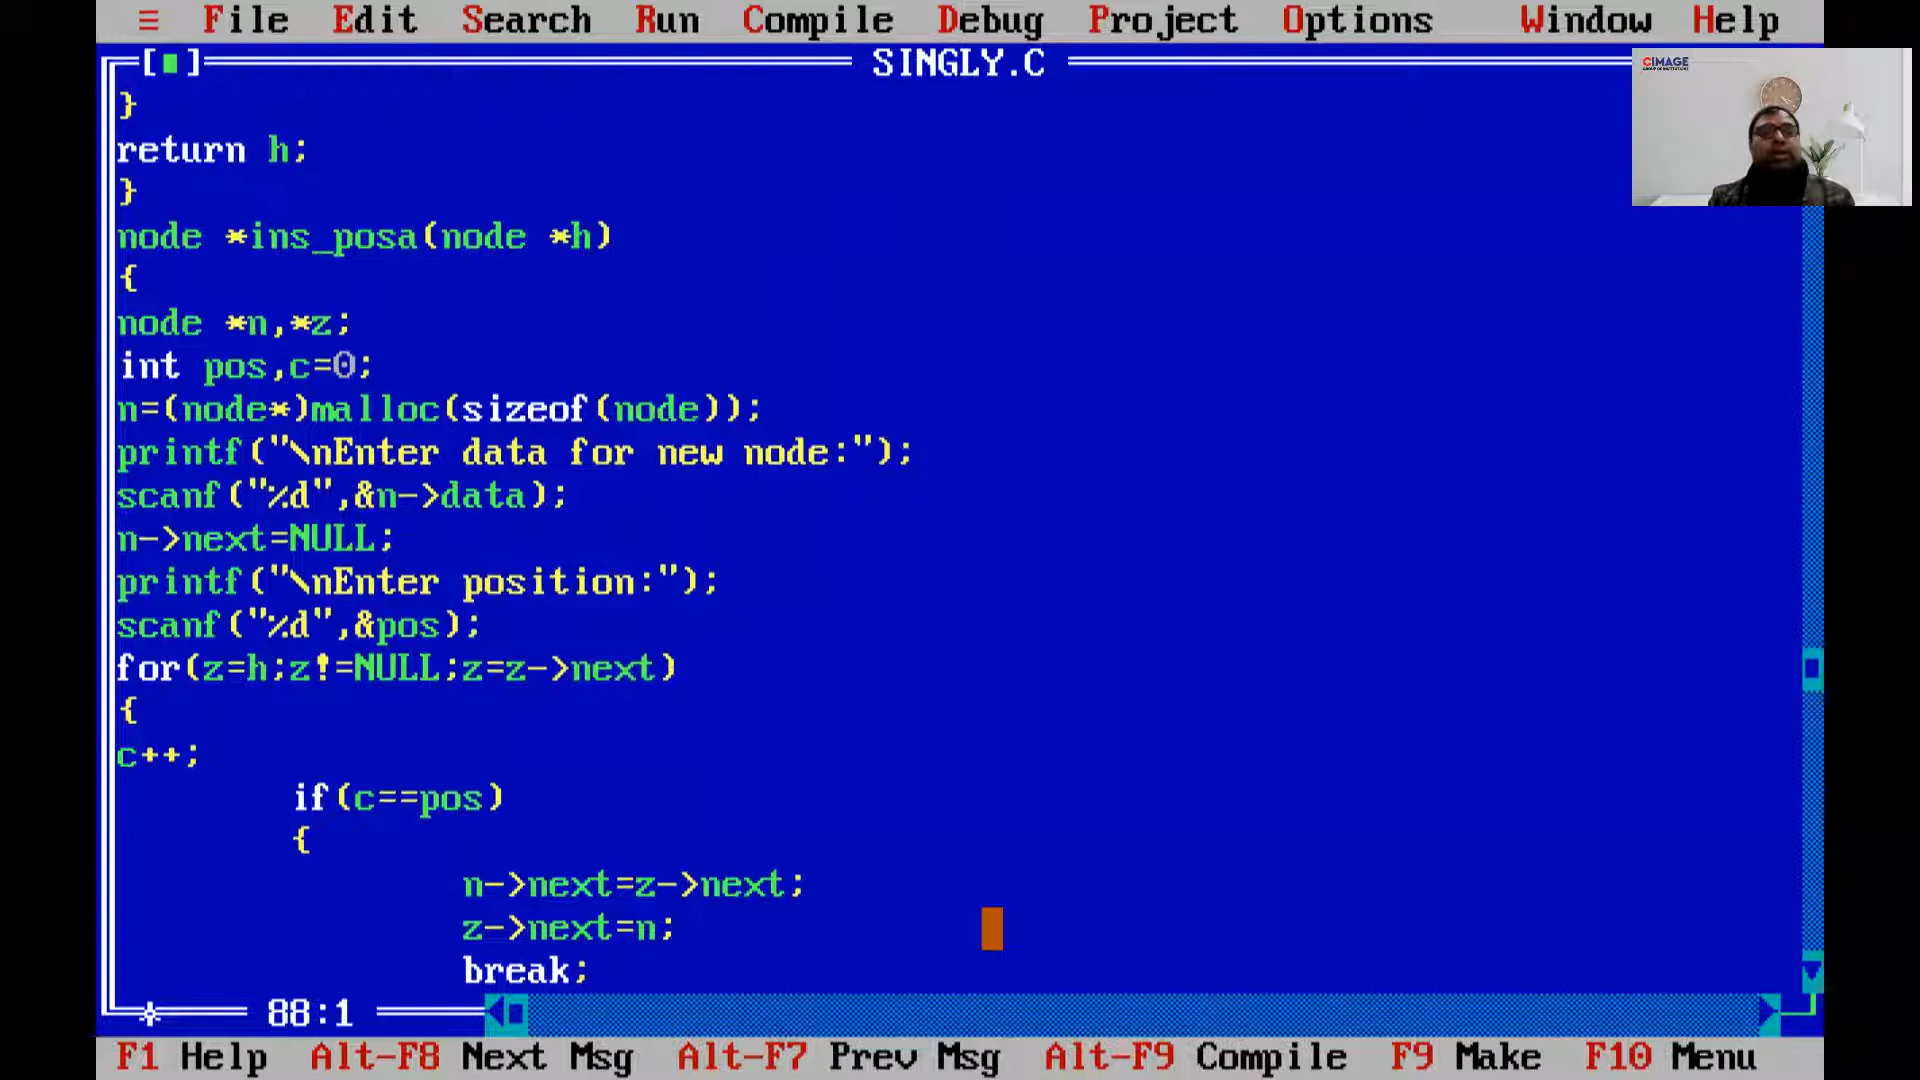 ≡ File Edit Search Run Compile Debug Project Options Window Help
[■] SINGLY.C
CIMAGE
}
return h;
}
node *ins_posa(node *h)
{
node *n,*z;
int pos,c=0;
n=(node*)malloc(sizeof(node));
printf("\nEnter data for new node:");
scanf("%d",&n->data);
n->next=NULL;
printf("\nEnter position:");
scanf("%d",&pos);
for(z=h;z!=NULL;z=z->next)
{
c++;
if(c==pos)
{
n->next=z->next;
z->next=n;
break;
88:1
F1 Help Alt-F8 Next Msg Alt-F7 Prev Msg Alt-F9 Compile F9 Make F10 Menu